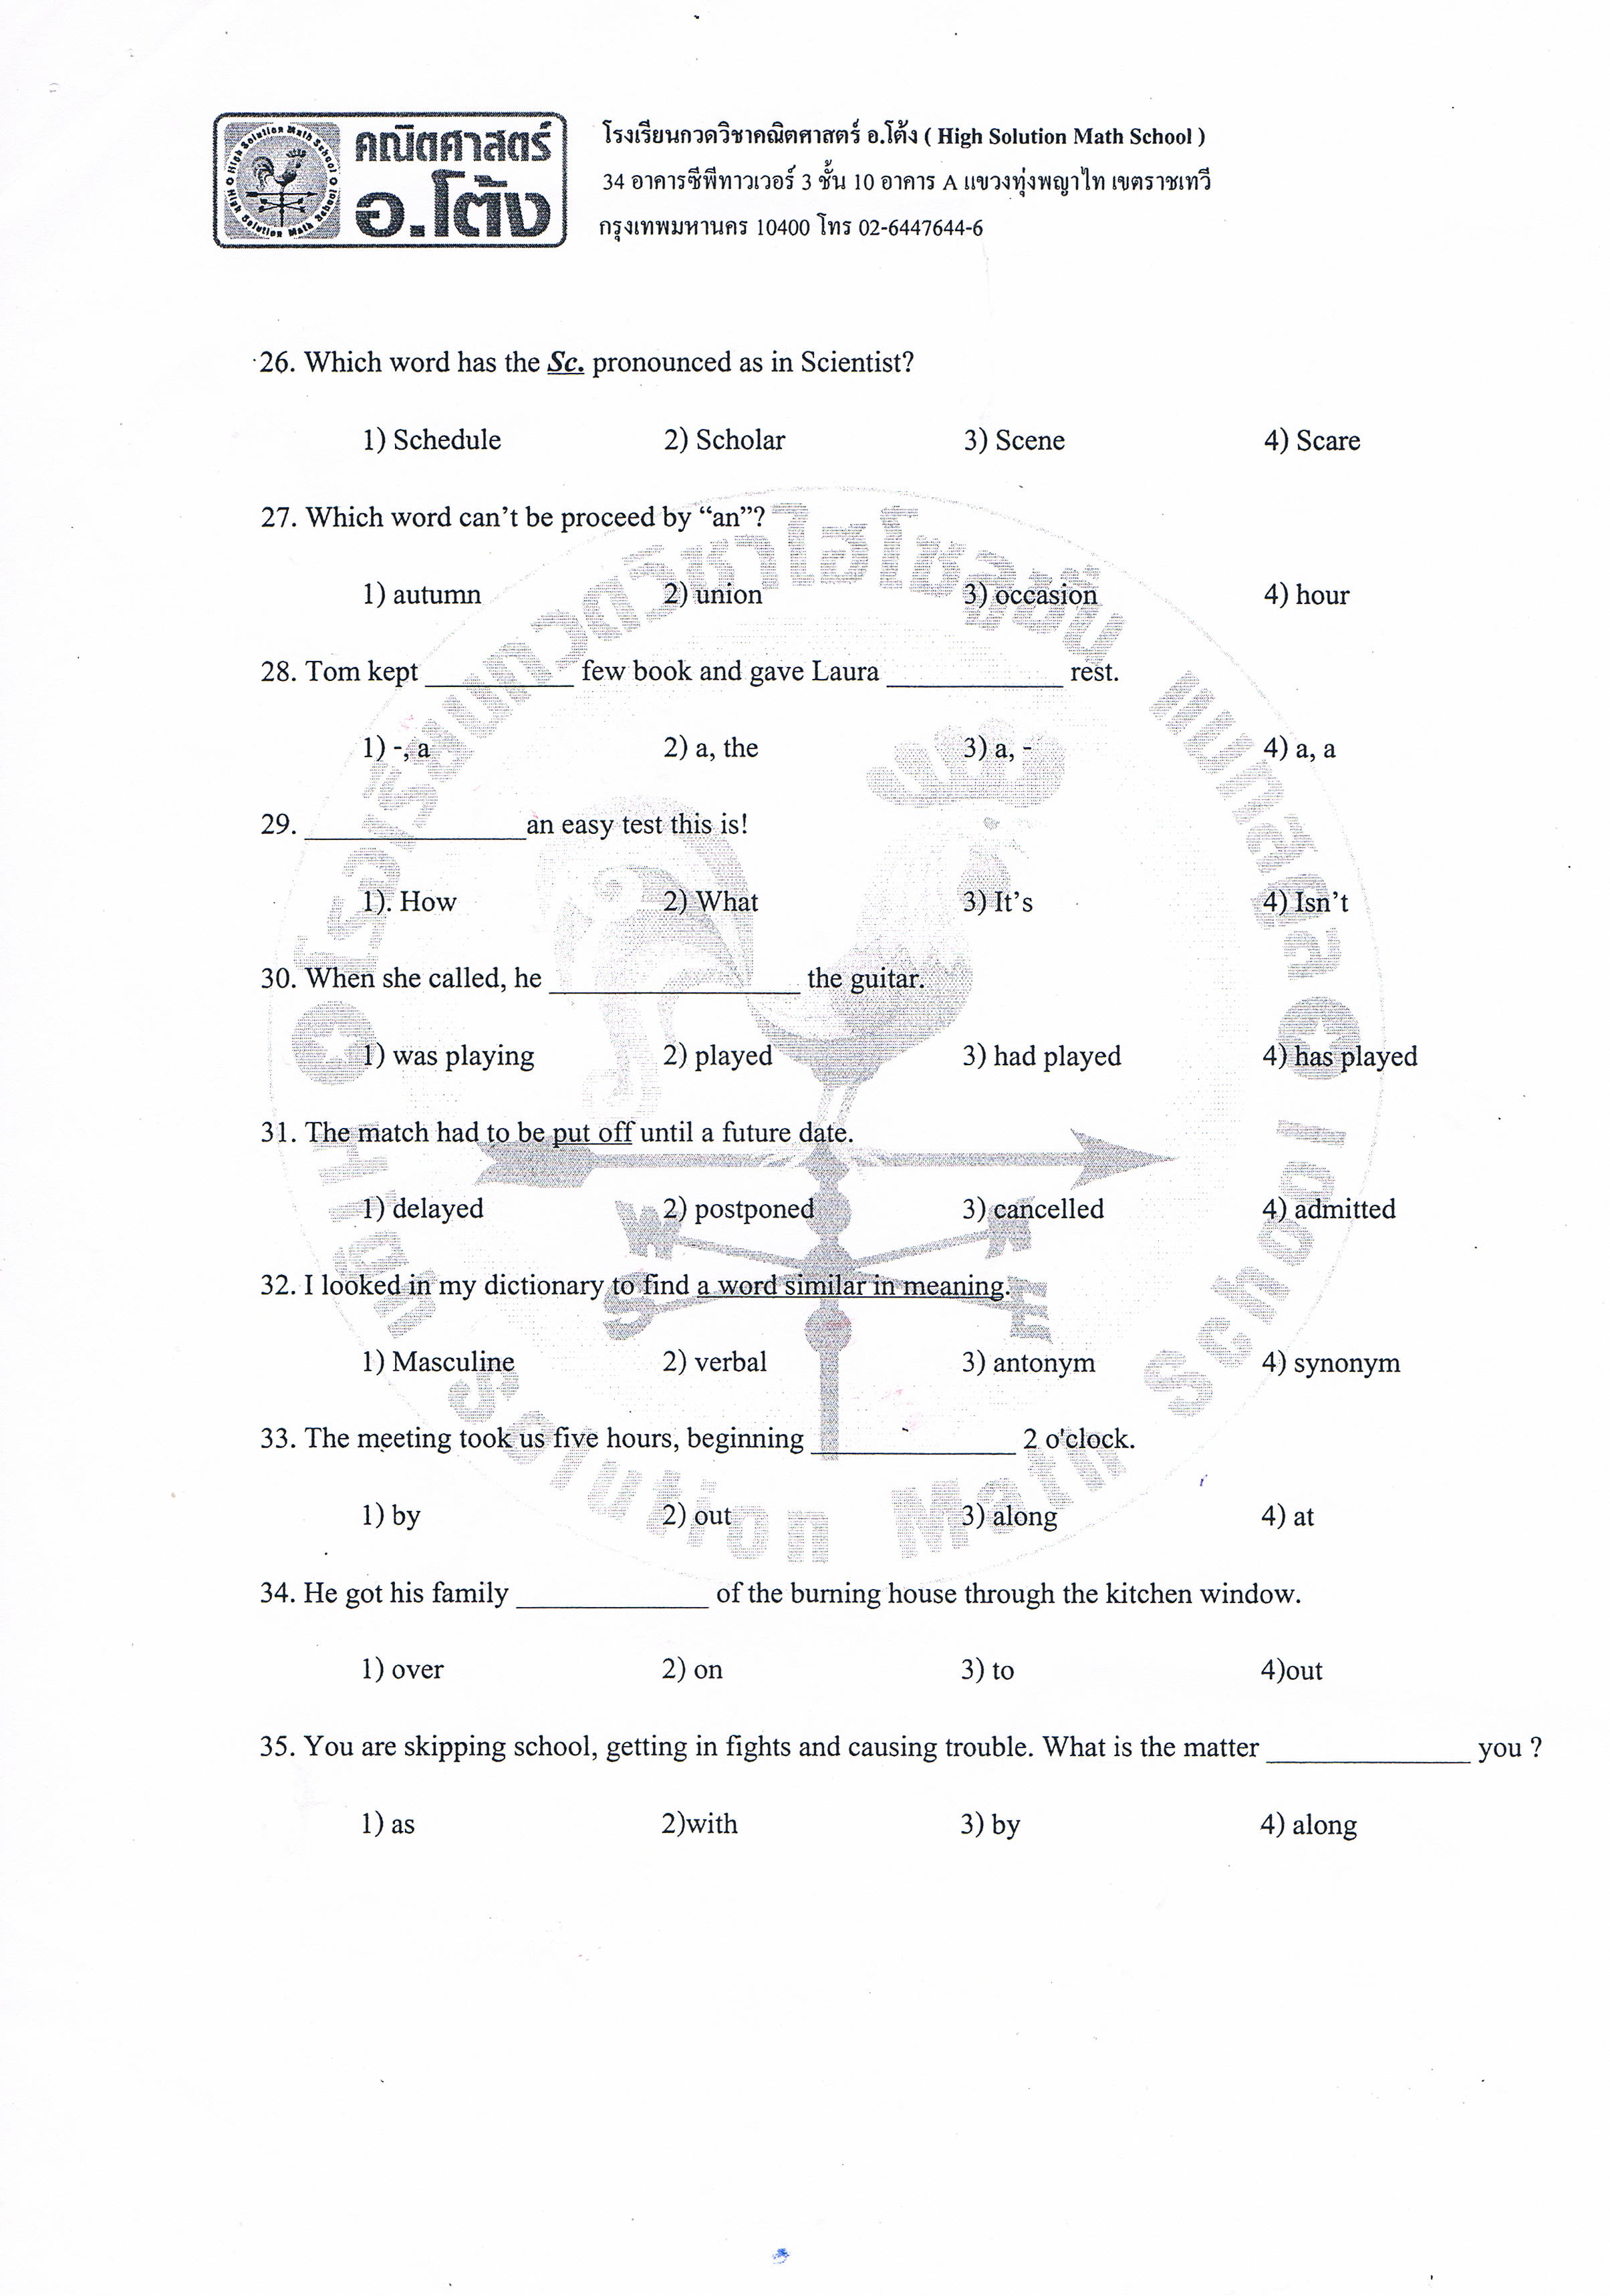 คณิตศาสตร์
อ.โต้ง
High Solution Math School
High Solution Math School
โรงเรียนกวดวิชาคณิตศาสตร์ อ.โต้ง ( High Solution Math School )
34 อาคารซีพีทาวเวอร์ 3 ชั้น 10 อาคาร A แขวงทุ่งพญาไท เขตราชเทวี
กรุงเทพมหานคร 10400 โทร 02-6447644-6
26. Which word has the Sc. pronounced as in Scientist?
1) Schedule 2) Scholar 3) Scene 4) Scare
27. Which word can’t be proceed by “an”?
1) autumn 2) union 3) occasion 4) hour
28. Tom kept __________ few book and gave Laura ____________ rest.
1) -, a 2) a, the 3) a, - 4) a, a
29. _______________an easy test this is!
1). How 2) What 3) It’s 4) Isn’t
30. When she called, he _________________ the guitar.
1) was playing 2) played 3) had played 4) has played
31. The match had to be put off until a future date.
1) delayed 2) postponed 3) cancelled 4) admitted
32. I looked in my dictionary to find a word similar in meaning.
1) Masculine 2) verbal 3) antonym 4) synonym
33. The meeting took us five hours, beginning ______________ 2 o'clock.
1) by 2) out 3) along 4) at
34. He got his family _____________ of the burning house through the kitchen window.
1) over 2) on 3) to 4)out
35. You are skipping school, getting in fights and causing trouble. What is the matter ______________ you ?
1) as 2)with 3) by 4) along
W N
S E